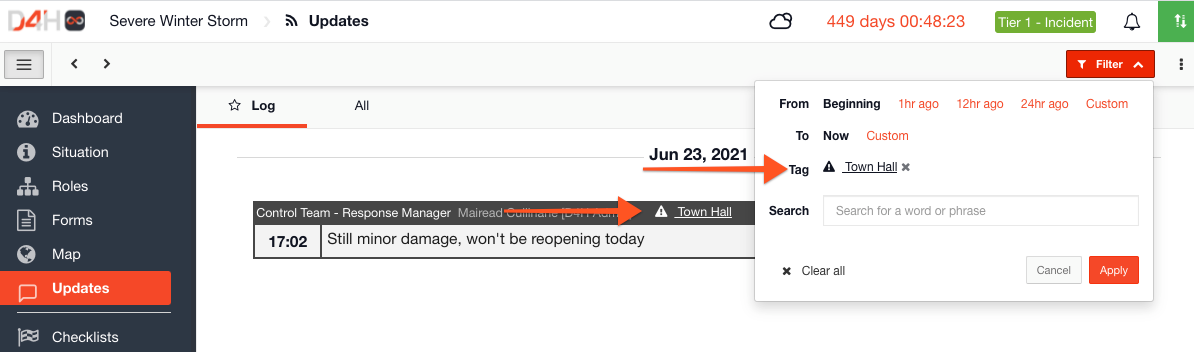 D4H
Severe Winter Storm
Updates
449 days 00:48:23
Tier 1 - Incident
Filter
Dashboard
Situation
Roles
Forms
Map
Updates
Checklists
Log
All
Jun 23, 2021
Control Team - Response Manager Mairead Cullinane [D4H Adm
Town Hall
17:02
Still minor damage, won't be reopening today
From Beginning 1hr ago 12hr ago 24hr ago Custom
To Now Custom
Tag Town Hall
Search Search for a word or phrase
Clear all
Cancel
Apply